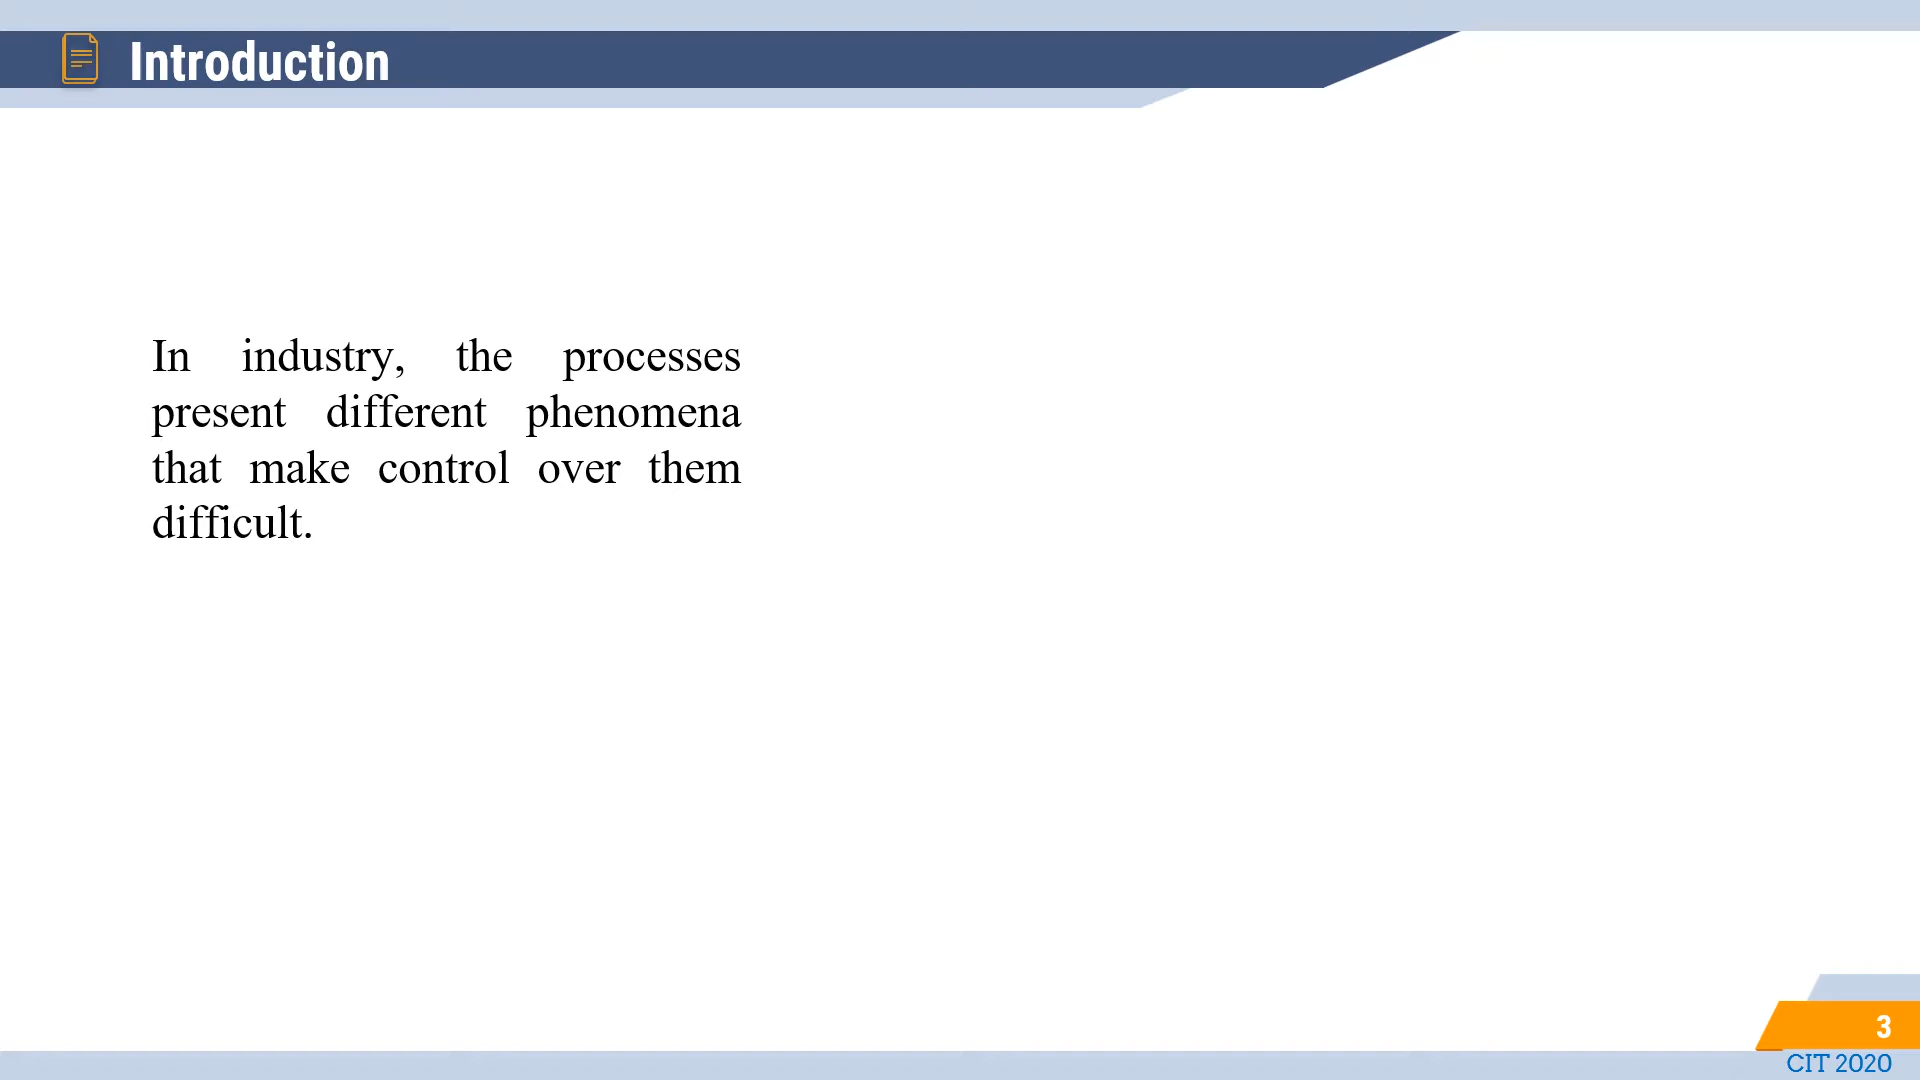 Introduction
In industry, the processes
present different phenomena
that make control over them
difficult.
3
CIT 2020